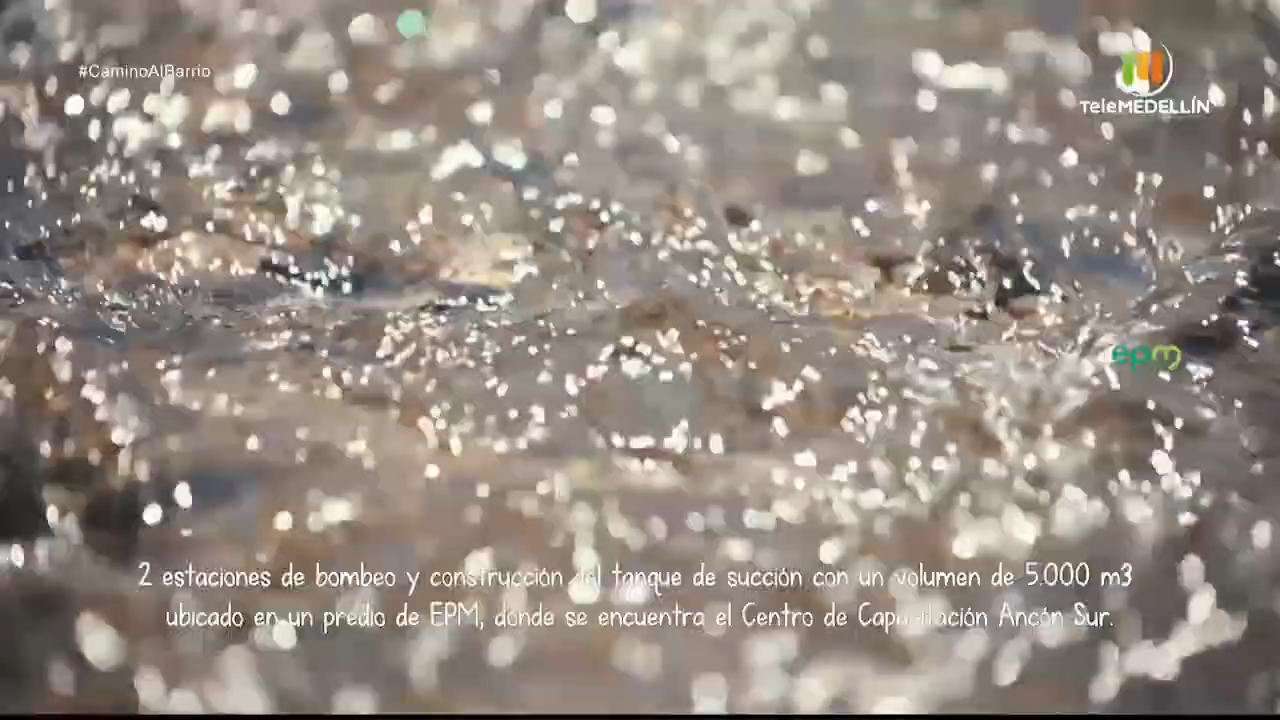 #CaminoAlBarrio
TeleMEDELLÍN
epm
2 estaciones de bombeo y construcción del tanque de succión con un volumen de 5.000 m3
ubicado en un predio de EPM, donde se encuentra el Centro de Capacitación Ancón Sur.